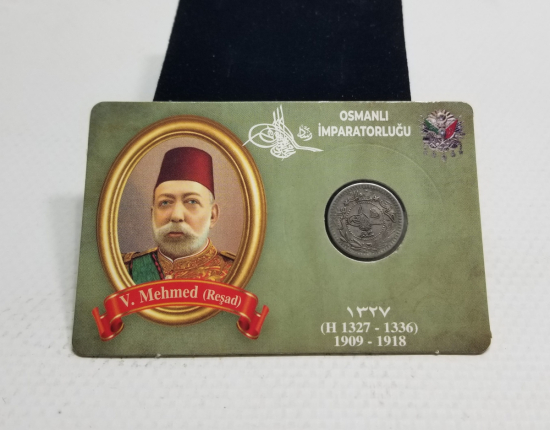 OSMANLI
İMPARATORLUĞU
V. Mehmed (Reşad)
١٣٢٧
(H 1327 - 1336)
1909 - 1918